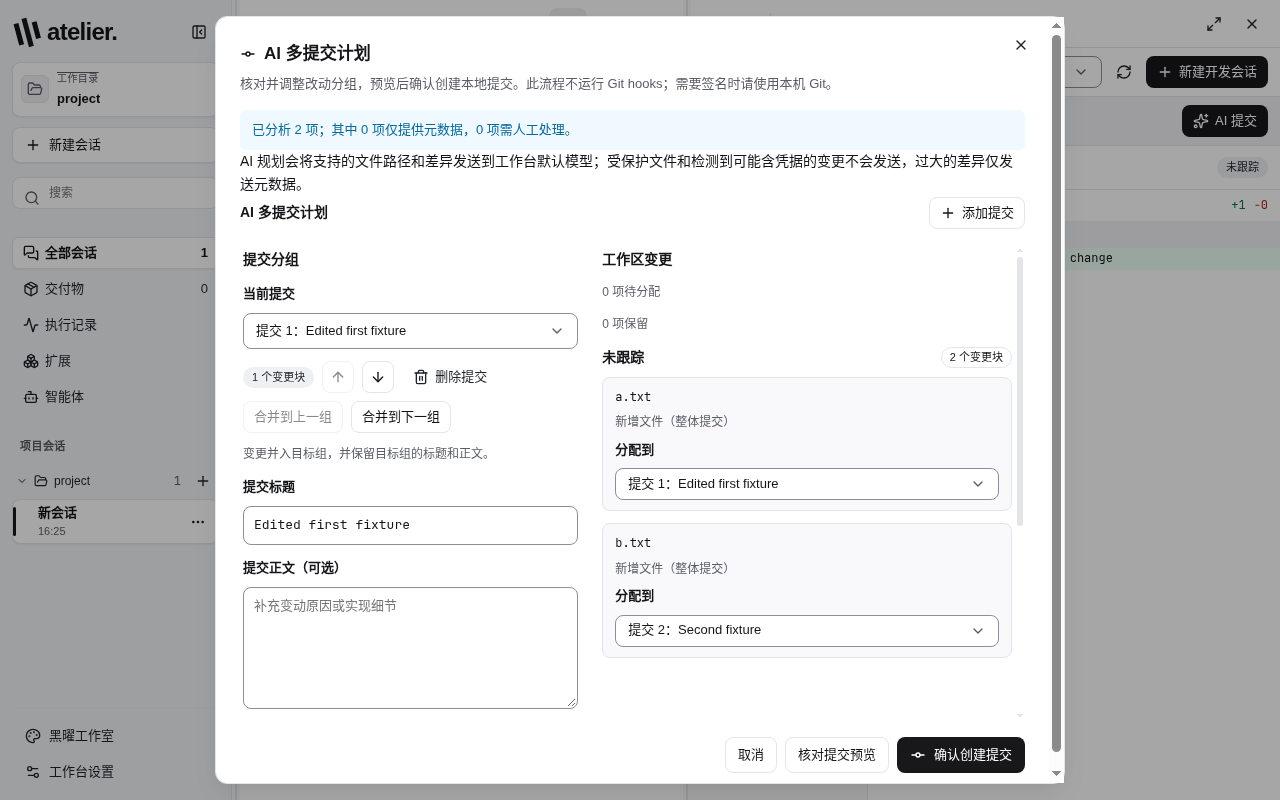 atelier.
工作目录
project
新建会话
搜索
全部会话 1
交付物 0
执行记录
扩展
智能体
项目会话
project 1
新会话
16:25
黑曜工作室
工作台设置
AI 多提交计划
核对并调整改动分组，预览后确认创建本地提交。此流程不运行 Git hooks；需要签名时请使用本机 Git。
已分析 2 项；其中 0 项仅提供元数据，0 项需人工处理。
AI 规划会将支持的文件路径和差异发送到工作台默认模型；受保护文件和检测到可能含凭据的变更不会发送，过大的差异仅发
送元数据。
AI 多提交计划
添加提交
提交分组
当前提交
提交 1：Edited first fixture
1 个变更块
删除提交
合并到上一组
合并到下一组
变更并入目标组，并保留目标组的标题和正文。
提交标题
Edited first fixture
提交正文（可选）
补充变动原因或实现细节
工作区变更
0 项待分配
0 项保留
未跟踪
2 个变更块
a.txt
新增文件（整体提交）
分配到
提交 1：Edited first fixture
b.txt
新增文件（整体提交）
分配到
提交 2：Second fixture
取消
核对提交预览
确认创建提交
新建开发会话
AI 提交
未跟踪
+1 -0
change